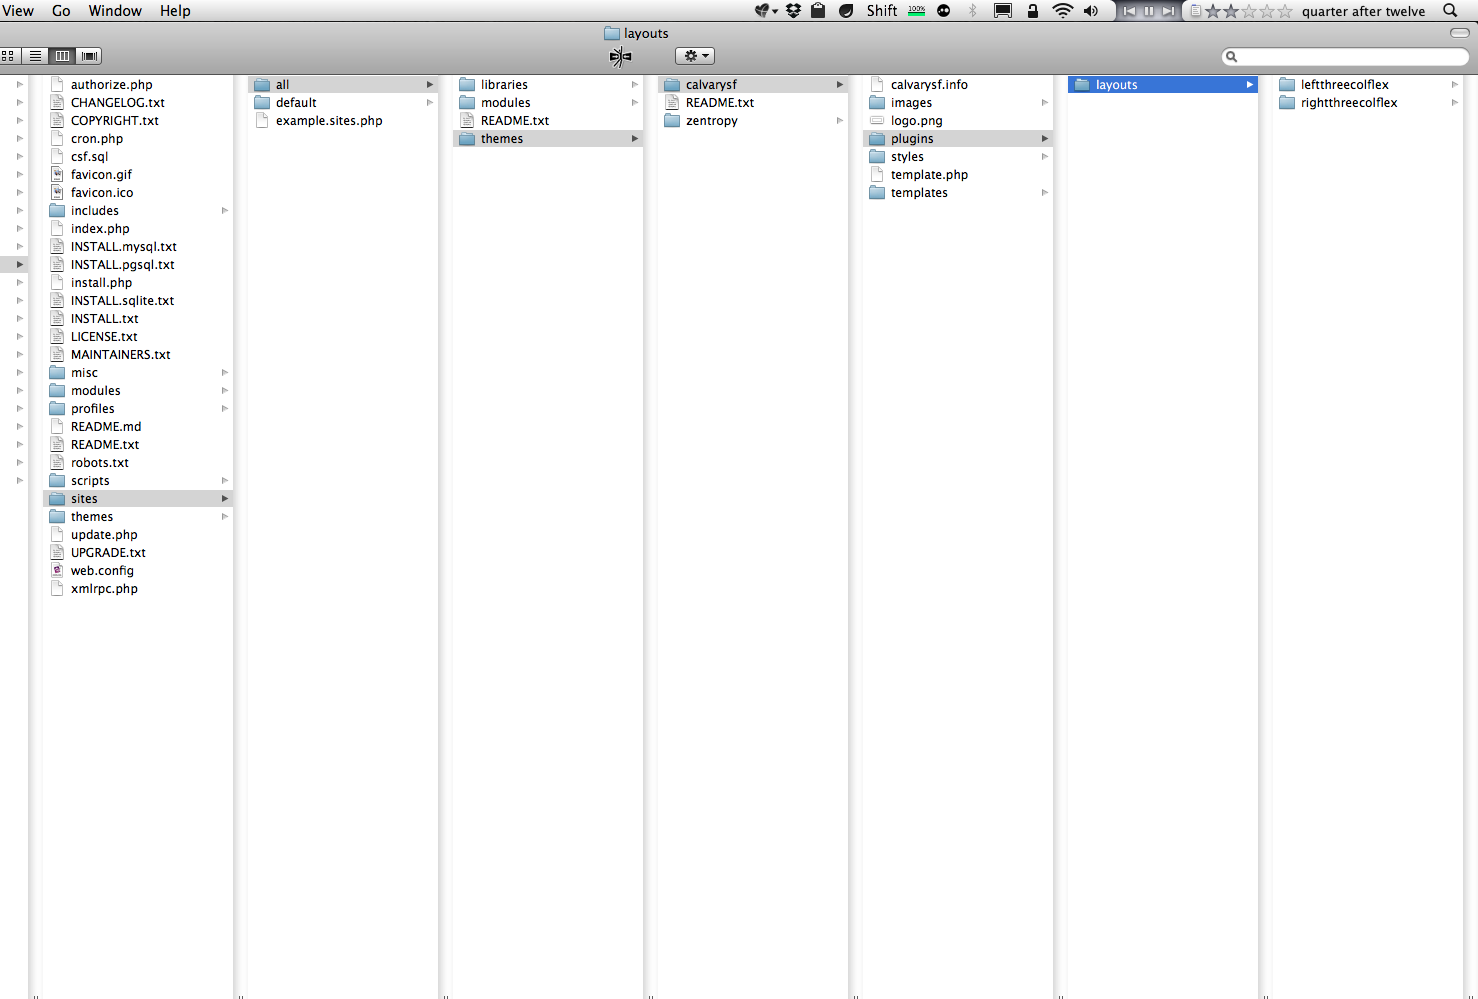 View Go Window Help Shift 100% quarter after twelve
layouts
authorize.php
CHANGELOG.txt
COPYRIGHT.txt
cron.php
csf.sql
favicon.gif
favicon.ico
includes
index.php
INSTALL.mysql.txt
INSTALL.pgsql.txt
install.php
INSTALL.sqlite.txt
INSTALL.txt
LICENSE.txt
MAINTAINERS.txt
misc
modules
profiles
README.md
README.txt
robots.txt
scripts
sites
themes
update.php
UPGRADE.txt
web.config
xmlrpc.php
all
default
example.sites.php
libraries
modules
README.txt
themes
calvarysf
README.txt
zentropy
calvarysf.info
images
logo.png
plugins
styles
template.php
templates
layouts
leftthreecolflex
rightthreecolflex